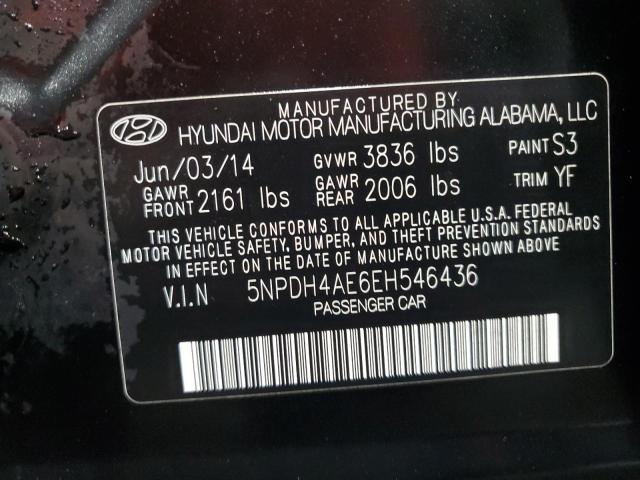 MANUFACTURED BY
HYUNDAI MOTOR MANUFACTURING ALABAMA, LLC
Jun/03/14 GVWR 3836 lbs PAINT S3
GAWR FRONT 2161 lbs GAWR REAR 2006 lbs TRIM YF
THIS VEHICLE CONFORMS TO ALL APPLICABLE U.S.A. FEDERAL
MOTOR VEHICLE SAFETY, BUMPER, AND THEFT PREVENTION STANDARDS
IN EFFECT ON THE DATE OF MANUFACTURE SHOWN ABOVE
V.I.N 5NPDH4AE6EH546436
PASSENGER CAR